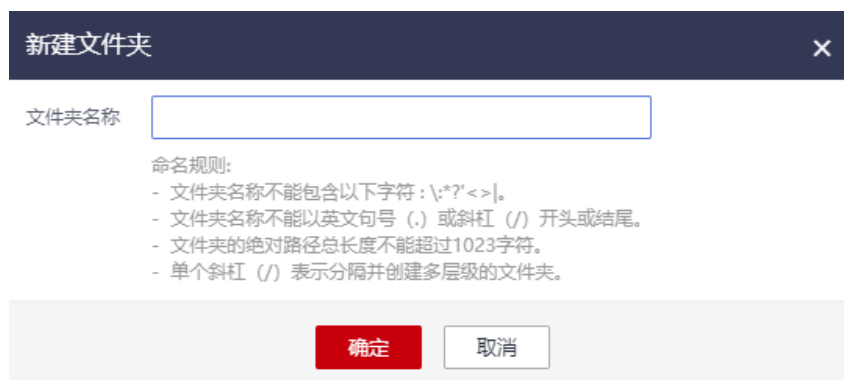 新建文件夹
×
文件夹名称
命名规则:
- 文件夹名称不能包含以下字符 : \:*?'<>|。
- 文件夹名称不能以英文句号（.）或斜杠（/）开头或结尾。
- 文件夹的绝对路径总长度不能超过1023字符。
- 单个斜杠（/）表示分隔并创建多层级的文件夹。
确定
取消